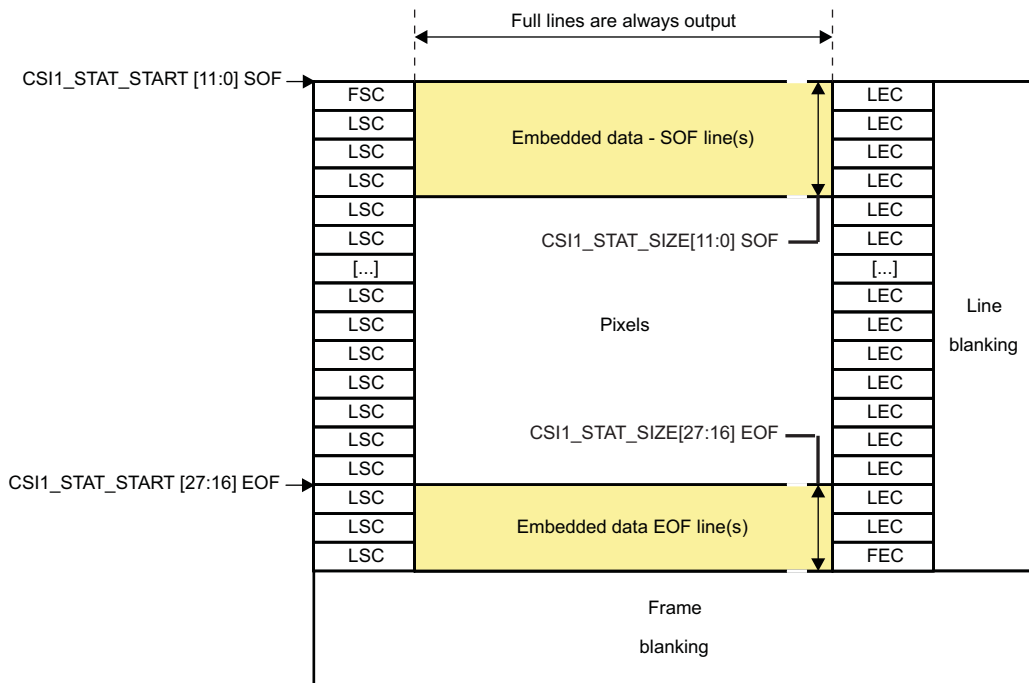 Full lines are always output
CSI1_STAT_START [11:0] SOF
FSC LEC
LSC LEC
Embedded data - SOF line(s)
LSC LEC
LSC LEC
LSC LEC
LSC CSI1_STAT_SIZE[11:0] SOF LEC
[...] [...]
LSC LEC
Line
LSC Pixels LEC
blanking
LSC LEC
LSC LEC
LSC LEC
LSC CSI1_STAT_SIZE[27:16] EOF LEC
LSC LEC
CSI1_STAT_START [27:16] EOF
LSC LEC
LSC Embedded data EOF line(s) LEC
LSC FEC
Frame
blanking